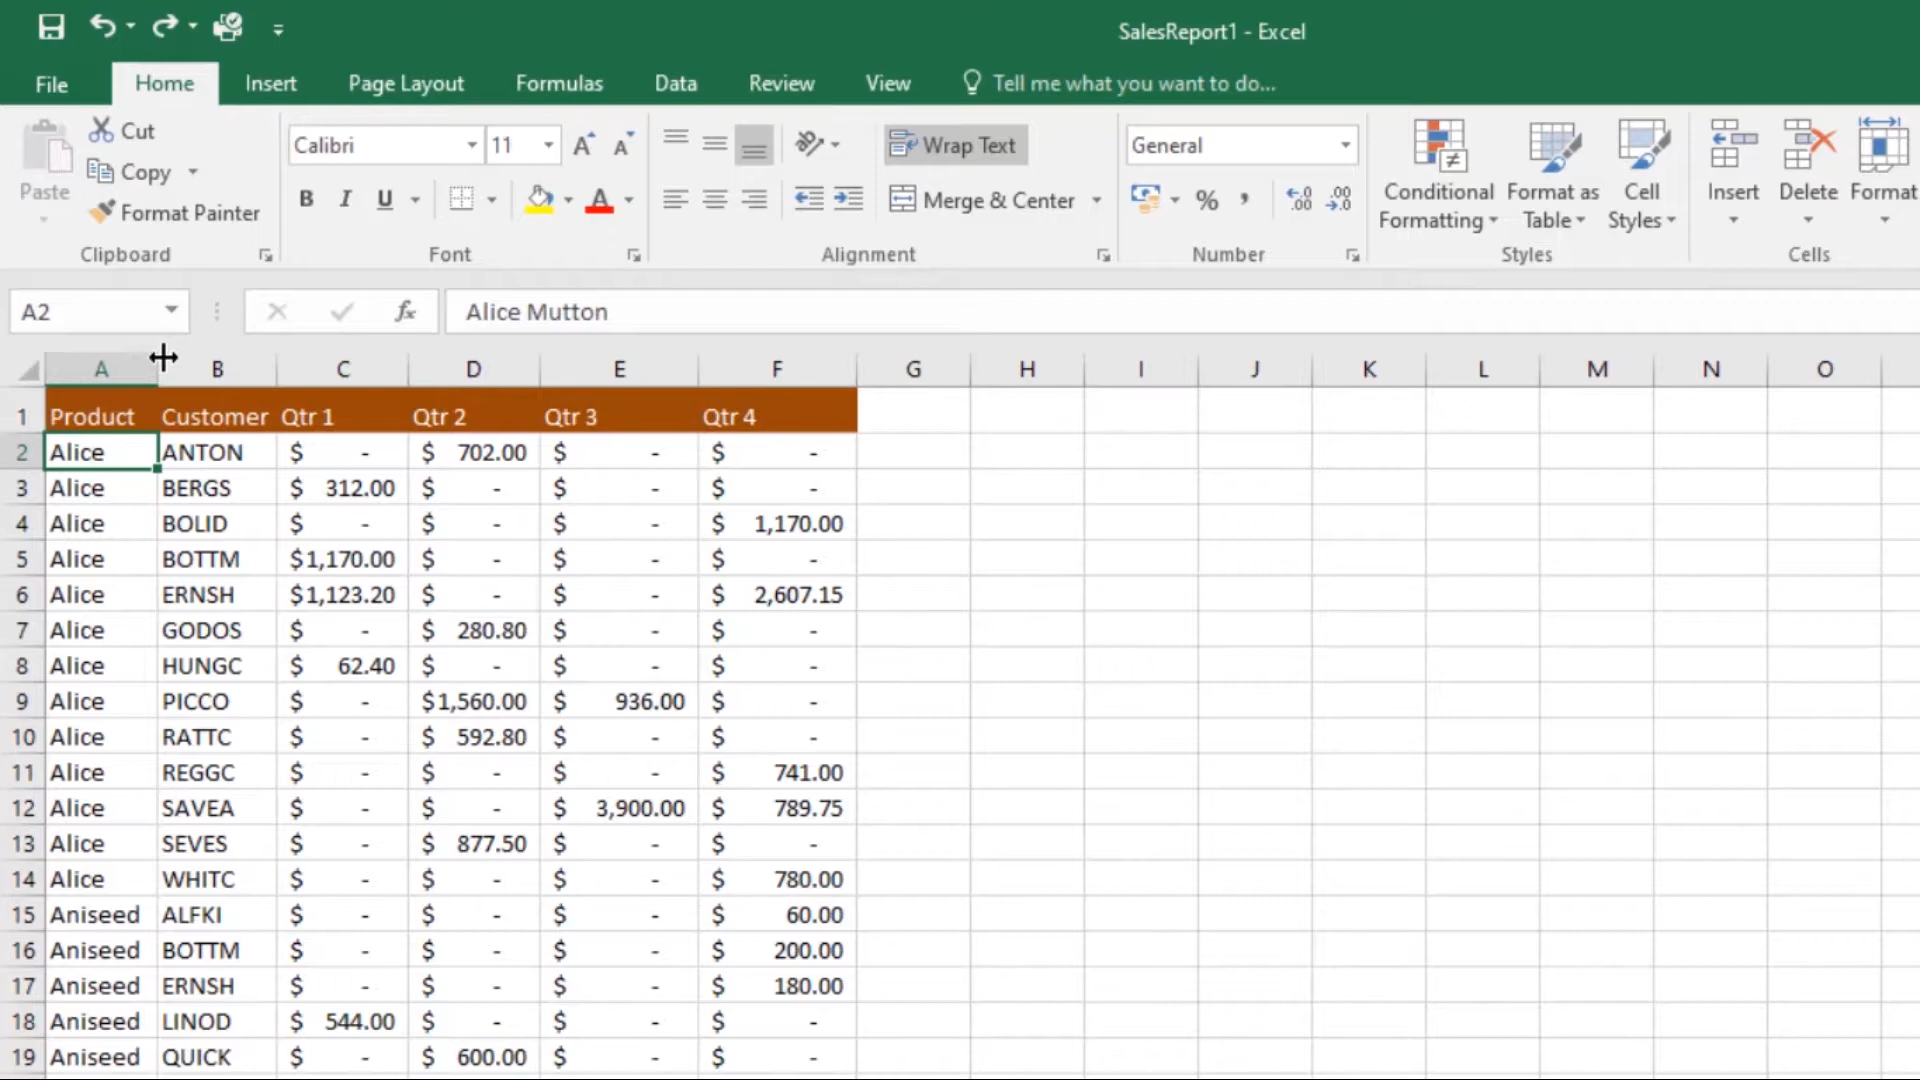 SalesReport1 - Excel
File Home Insert Page Layout Formulas Data Review View Tell me what you want to do...
Paste Cut Copy Format Painter
Calibri 11 B I U A A A
Wrap Text Merge & Center
General % , .0 .00 .00 .0
Conditional Formatting Format as Table Cell Styles Insert Delete Format
Clipboard Font Alignment Number Styles Cells
A2 fx Alice Mutton
A B C D E F G H I J K L M N O
1 Product Customer Qtr 1 Qtr 2 Qtr 3 Qtr 4
2 Alice ANTON $ - $ 702.00 $ - $ -
3 Alice BERGS $ 312.00 $ - $ - $ -
4 Alice BOLID $ - $ - $ - $ 1,170.00
5 Alice BOTTM $1,170.00 $ - $ - $ -
6 Alice ERNSH $1,123.20 $ - $ - $ 2,607.15
7 Alice GODOS $ - $ 280.80 $ - $ -
8 Alice HUNGC $ 62.40 $ - $ - $ -
9 Alice PICCO $ - $1,560.00 $ 936.00 $ -
10 Alice RATTC $ - $ 592.80 $ - $ -
11 Alice REGGC $ - $ - $ - $ 741.00
12 Alice SAVEA $ - $ - $ 3,900.00 $ 789.75
13 Alice SEVES $ - $ 877.50 $ - $ -
14 Alice WHITC $ - $ - $ - $ 780.00
15 Aniseed ALFKI $ - $ - $ - $ 60.00
16 Aniseed BOTTM $ - $ - $ - $ 200.00
17 Aniseed ERNSH $ - $ - $ - $ 180.00
18 Aniseed LINOD $ 544.00 $ - $ - $ -
19 Aniseed QUICK $ - $ 600.00 $ - $ -